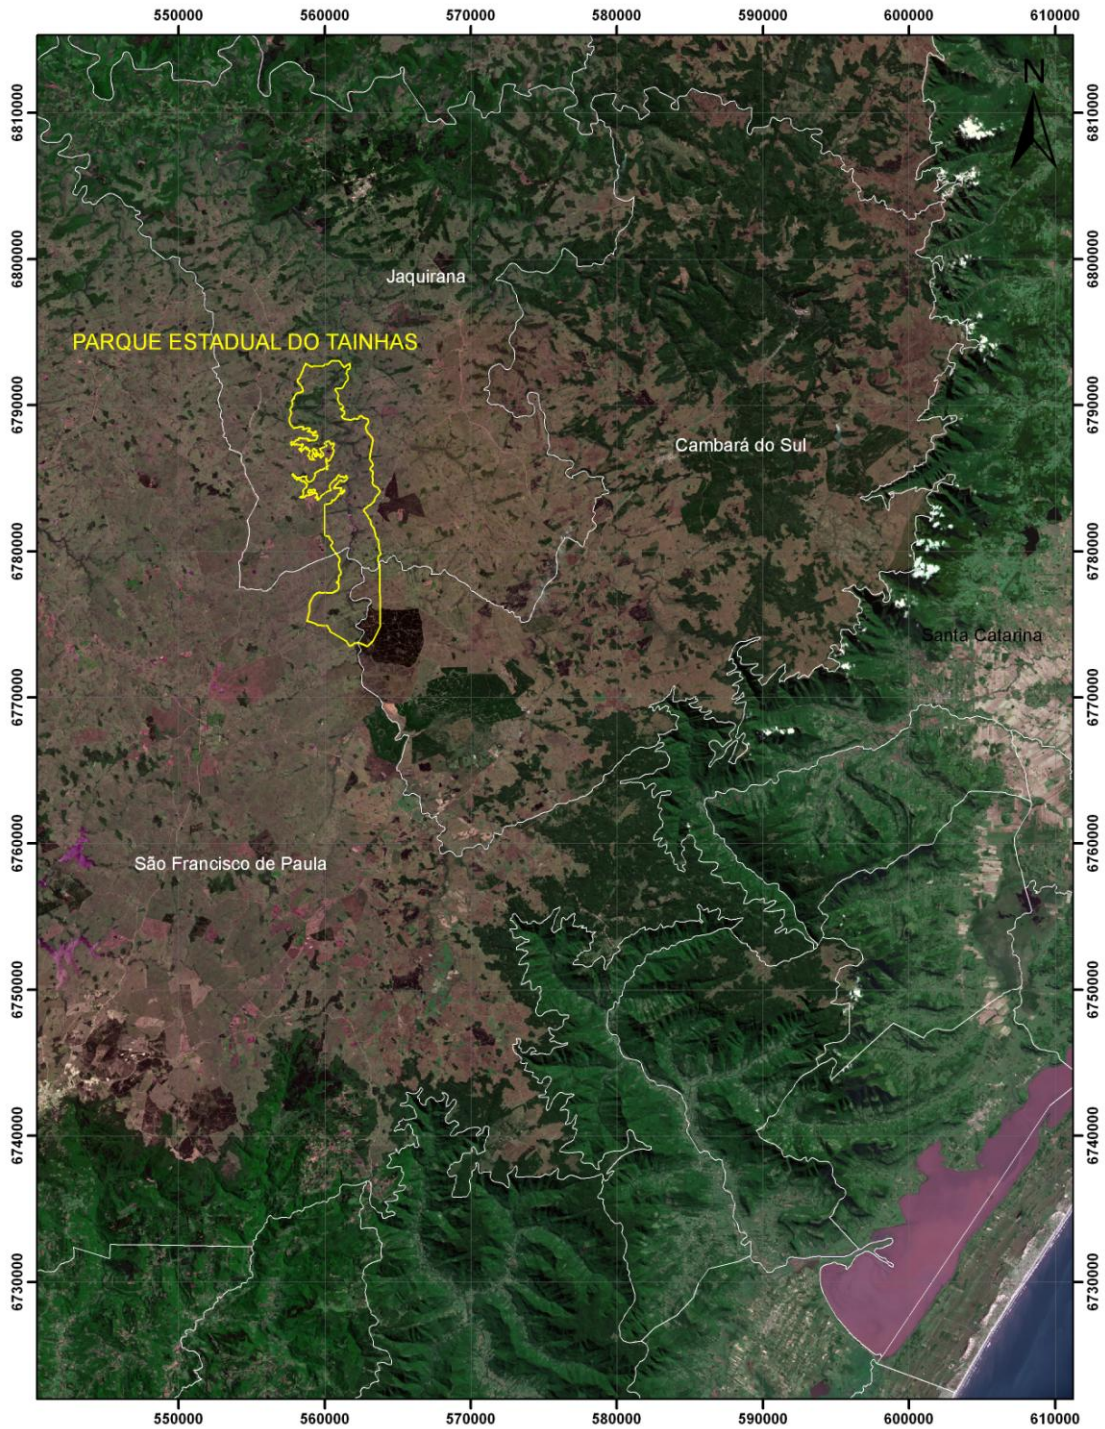 550000 560000 570000 580000 590000 600000 610000
N
6810000 6810000
6800000 6800000
Jaquirana
PARQUE ESTADUAL DO TAINHAS
6790000 6790000
Cambará do Sul
6780000 6780000
Santa Catarina
6770000 6770000
6760000 6760000
São Francisco de Paula
6750000 6750000
6740000 6740000
6730000 6730000
550000 560000 570000 580000 590000 600000 610000